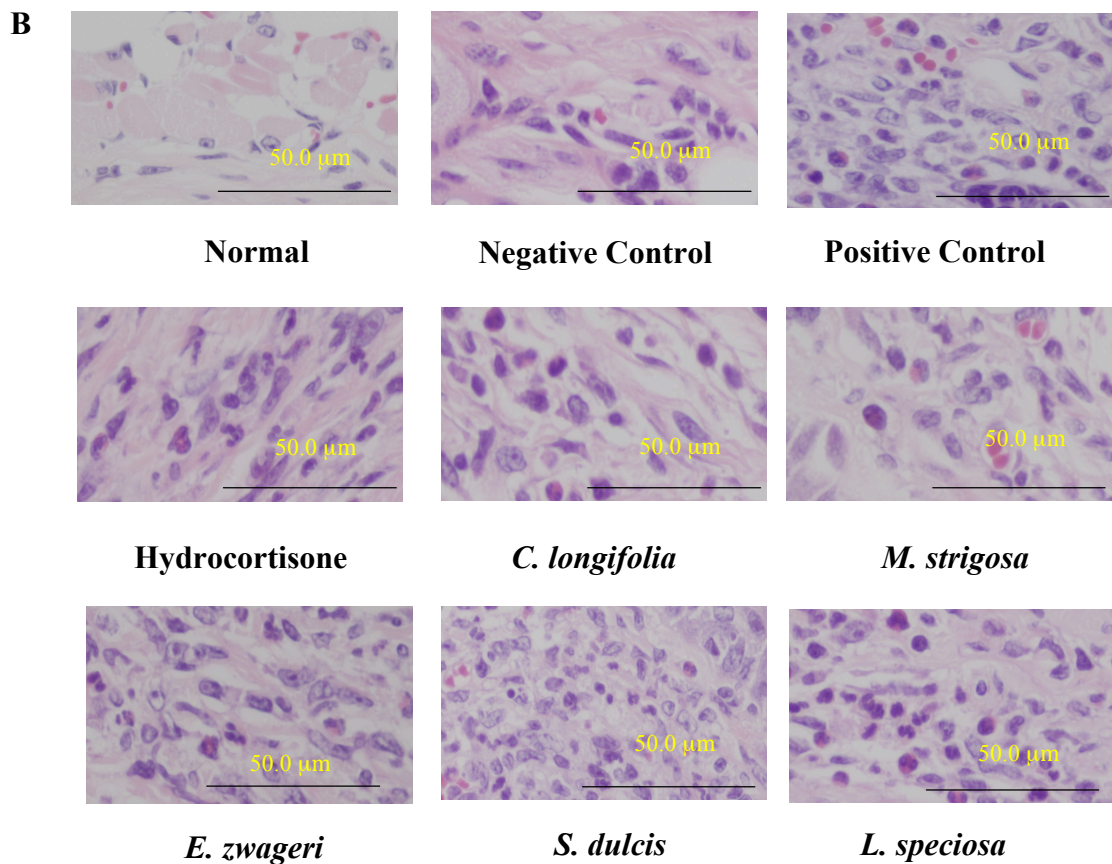 B
50.0 µm
50.0 µm
50.0 µm
Normal
Negative Control
Positive Control
50.0 µm
50.0 µm
50.0 µm
Hydrocortisone
C. longifolia
M. strigosa
50.0 µm
50.0 µm
50.0 µm
E. zwageri
S. dulcis
L. speciosa